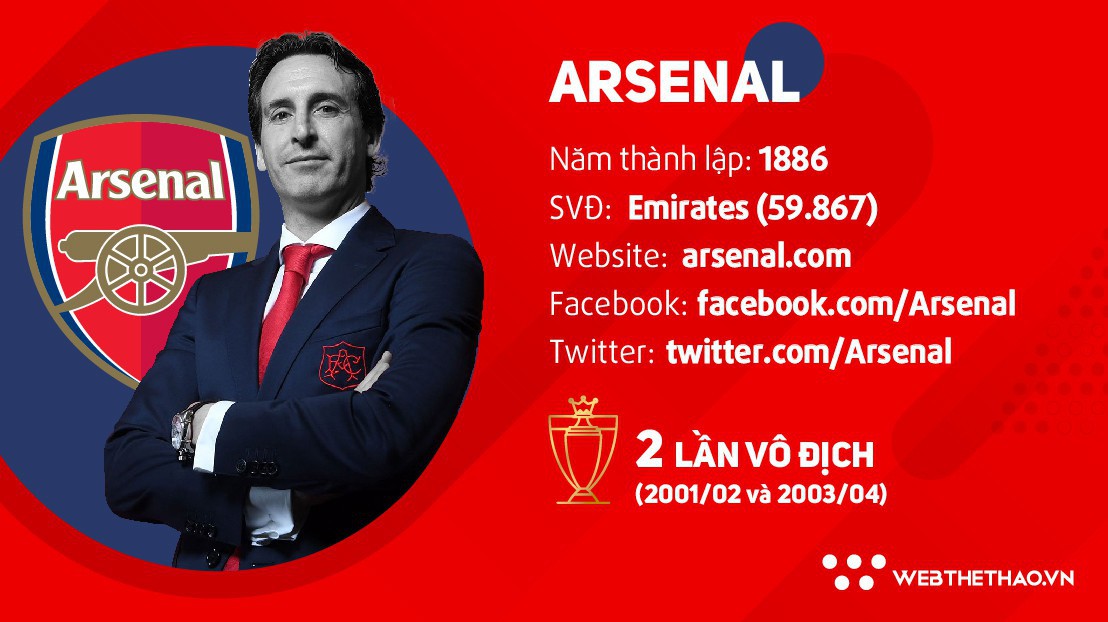 Arsenal
ARSENAL
Năm thành lập: 1886
SVĐ: Emirates (59.867)
Website: arsenal.com
Facebook: facebook.com/Arsenal
Twitter: twitter.com/Arsenal
2 LẦN VÔ ĐỊCH
(2001/02 và 2003/04)
WEBTHETHAO.VN